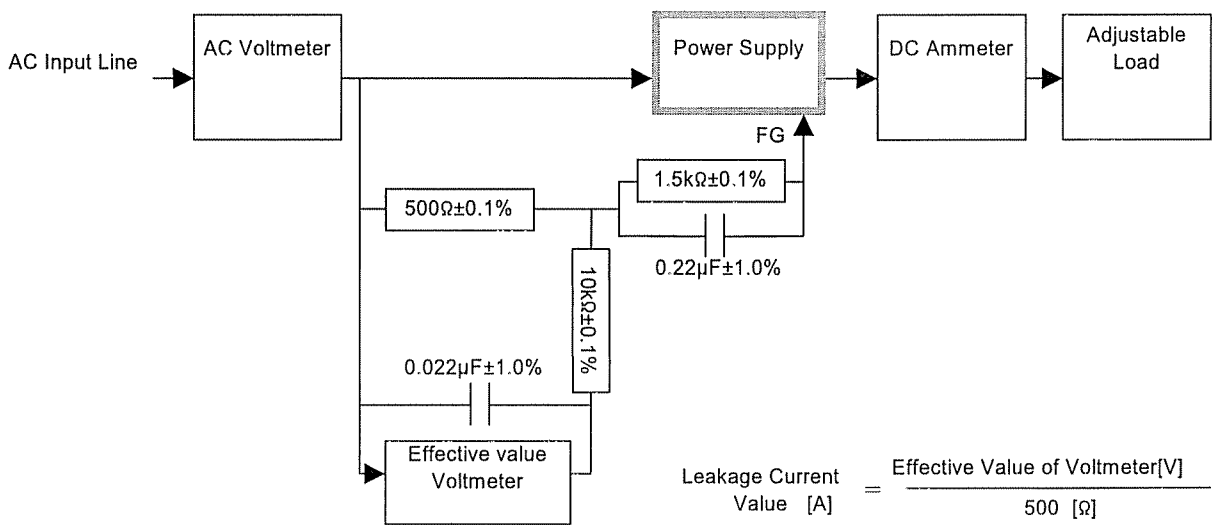 AC Input Line
AC Voltmeter
Power Supply
DC Ammeter
Adjustable
Load
FG
1.5kΩ±0.1%
500Ω±0.1%
0.22µF±1.0%
10kΩ±0.1%
0.022µF±1.0%
Effective value
Voltmeter
Leakage Current
Value [A]
=
Effective Value of Voltmeter[V]
500 [Ω]